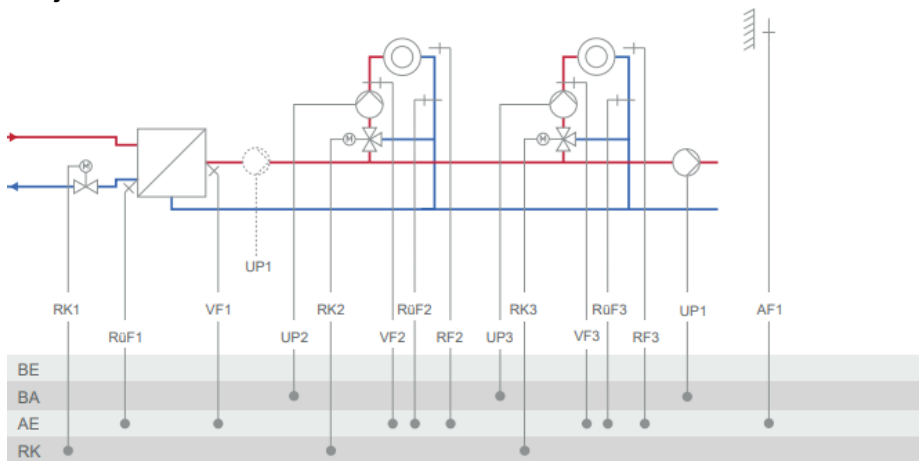 M
M
M
UP1
RK1
VF1
RK2
RüF2
RK3
RüF3
UP1
AF1
RüF1
UP2
VF2
RF2
UP3
VF3
RF3
BE
BA
AE
RK